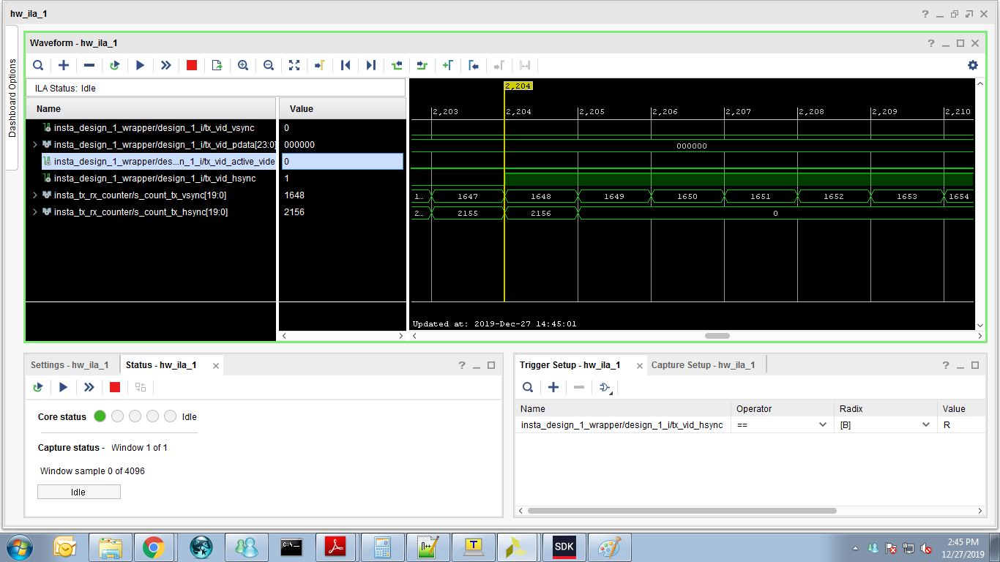 hw_ila_1
Dashboard Options
Waveform - hw_ila_1
ILA Status: Idle
Name
Value
insta_design_1_wrapper/design_1_i/tx_vid_vsync
0
insta_design_1_wrapper/design_1_i/tx_vid_pdata[23:0]
000000
insta_design_1_wrapper/des...n_1_i/tx_vid_active_vide
0
insta_design_1_wrapper/design_1_i/tx_vid_hsync
1
insta_tx_rx_counter/s_count_tx_vsync[19:0]
1648
insta_tx_rx_counter/s_count_tx_hsync[19:0]
2156
2,204
2,203 2,204 2,205 2,206 2,207 2,208 2,209 2,210
000000
1... 1647 1648 1649 1650 1651 1652 1653 1654
2... 2155 2156 0
Updated at: 2019-Dec-27 14:45:01
Settings - hw_ila_1
Status - hw_ila_1
Core status
Idle
Capture status - Window 1 of 1
Window sample 0 of 4096
Idle
Trigger Setup - hw_ila_1
Capture Setup - hw_ila_1
Name
Operator
Radix
Value
insta_design_1_wrapper/design_1_i/tx_vid_hsync
==
[B]
R
C:\_
SDK
2:45 PM
12/27/2019